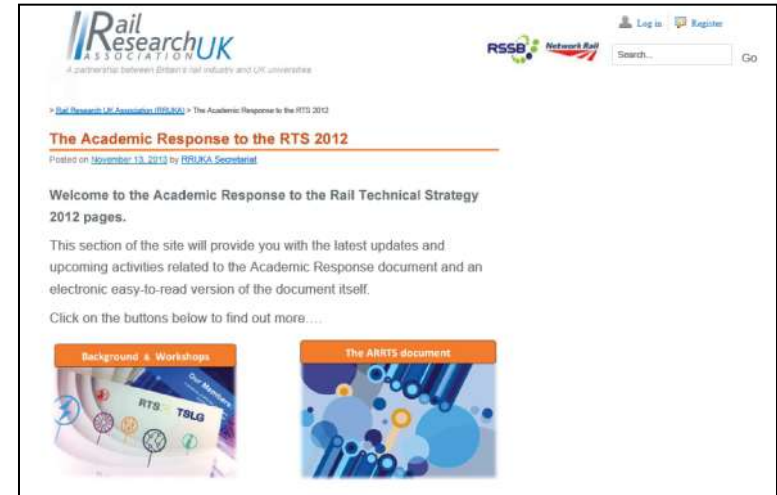 Rail
Research UK
ASSOCIATION
A partnership between Britain's rail industry and UK universities
RSSB
Network Rail
Log in Register
Search... Go
> Rail Research UK Association (RRUKA) > The Academic Response to the RTS 2012
The Academic Response to the RTS 2012
Posted on November 13, 2013 by RRUKA Secretariat
Welcome to the Academic Response to the Rail Technical Strategy
2012 pages.
This section of the site will provide you with the latest updates and
upcoming activities related to the Academic Response document and an
electronic easy-to-read version of the document itself.
Click on the buttons below to find out more....
Background & Workshops
The ARRTS document
Our Members
RTS TSLG